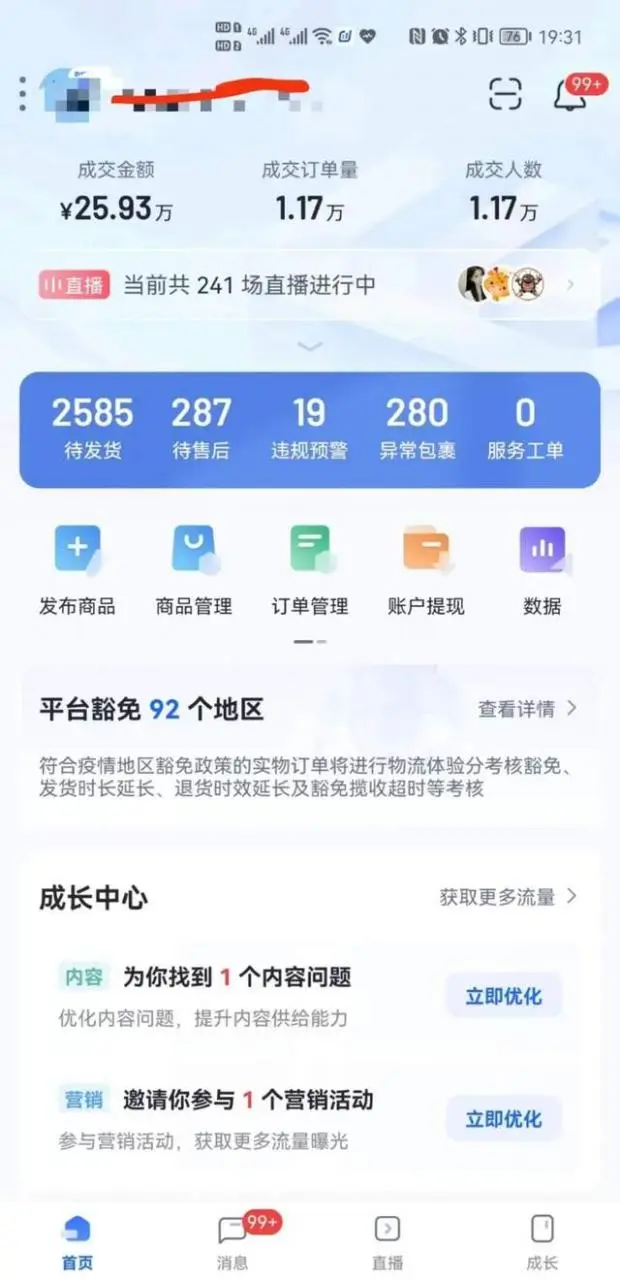 HD 1 4G 4G 76 19:31
HD 2
99+
成交金额 成交订单量 成交人数
¥25.93万 1.17万 1.17万
直播 当前共 241 场直播进行中
2585 287 19 280 0
待发货 待售后 违规预警 异常包裹 服务工单
发布商品 商品管理 订单管理 账户提现 数据
平台豁免 92 个地区 查看详情
符合疫情地区豁免政策的实物订单将进行物流体验分考核豁免、
发货时长延长、退货时效延长及豁免揽收超时等考核
成长中心 获取更多流量
内容 为你找到 1 个内容问题
优化内容问题，提升内容供给能力
立即优化
营销 邀请你参与 1 个营销活动
参与营销活动，获取更多流量曝光
立即优化
99+
首页 消息 直播 成长